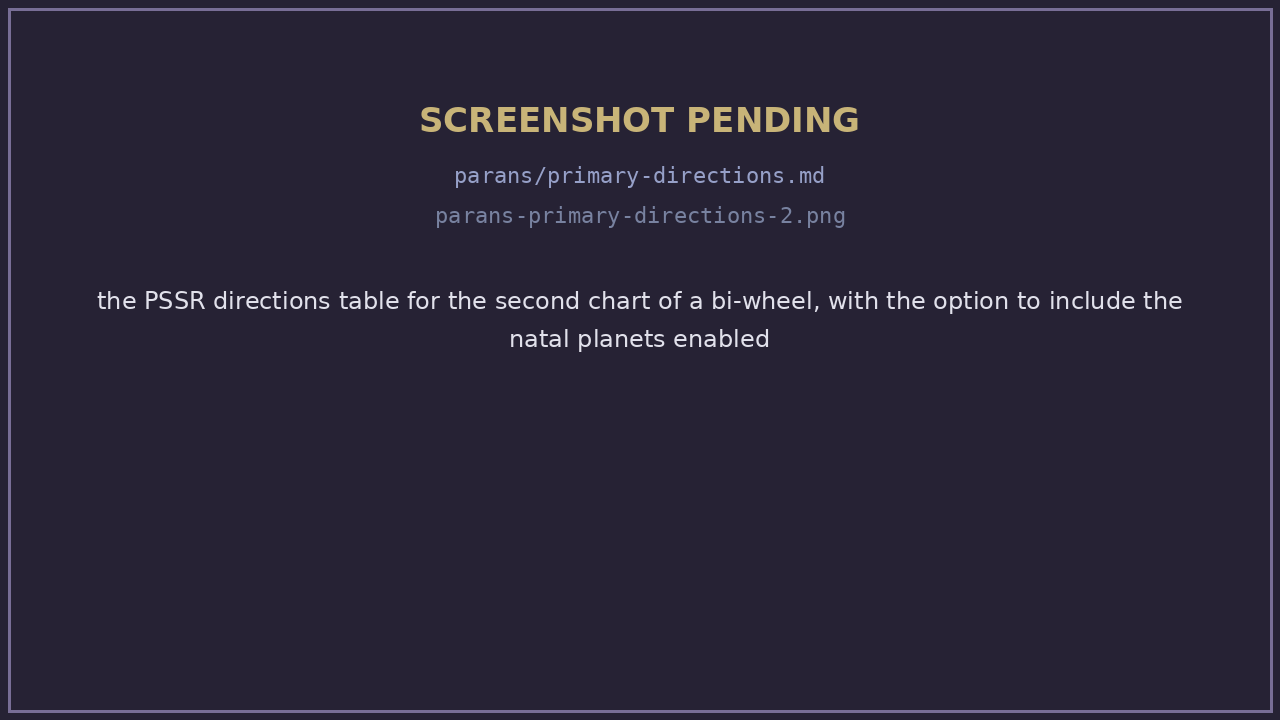 SCREENSHOT PENDING
parans/primary-directions.md
parans-primary-directions-2.png
the PSSR directions table for the second chart of a bi-wheel, with the option to include the
natal planets enabled